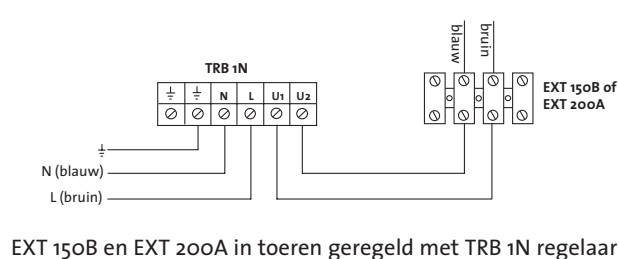 blauw
bruin
TRB 1N
EXT 150B of
EXT 200A
⏚ ⏚ N L U1 U2
⏚
N (blauw)
L (bruin)
EXT 150B en EXT 200A in toeren geregeld met TRB 1N regelaar